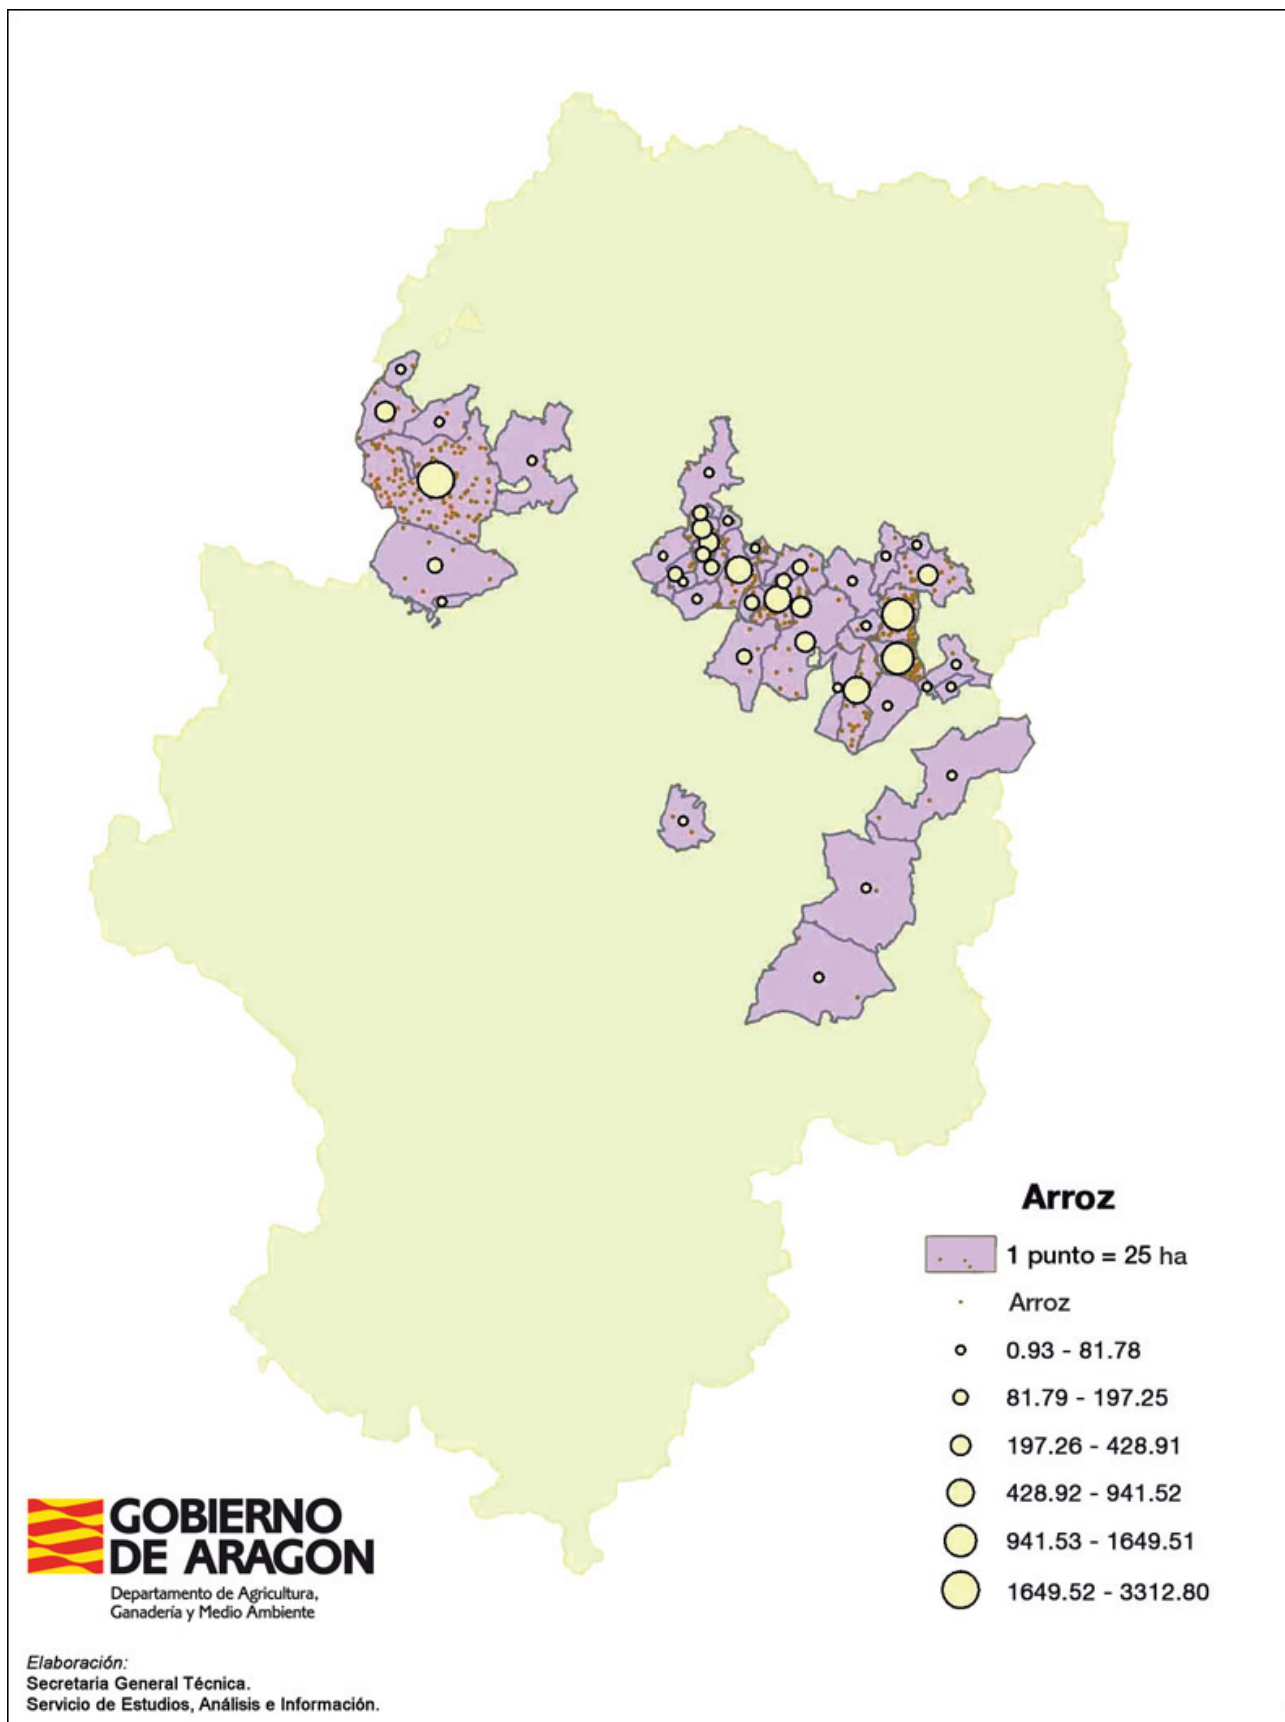 Arroz
1 punto = 25 ha
Arroz
0.93 - 81.78
81.79 - 197.25
197.26 - 428.91
428.92 - 941.52
941.53 - 1649.51
1649.52 - 3312.80
GOBIERNO
DE ARAGON
Departamento de Agricultura,
Ganadería y Medio Ambiente
Elaboración:
Secretaria General Técnica.
Servicio de Estudios, Análisis e Información.